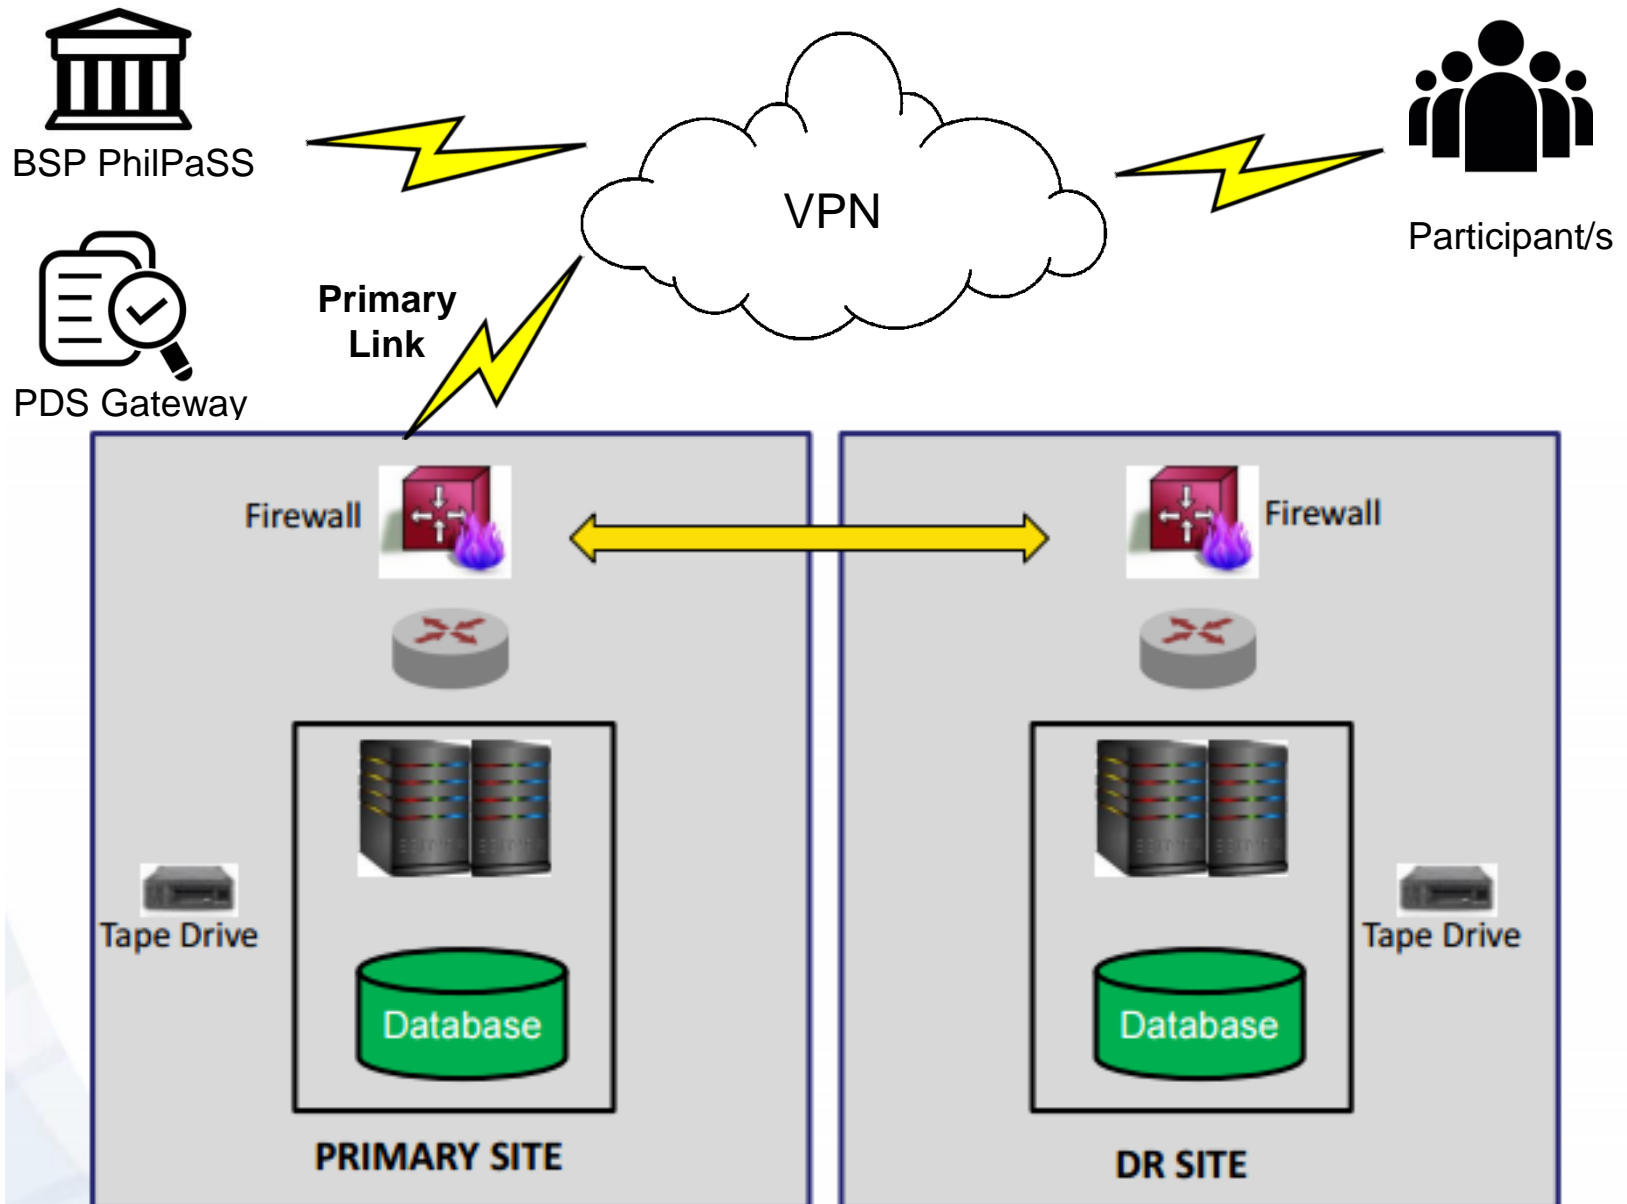 BSP PhilPaSS
VPN
Participant/s
Primary
Link
PDS Gateway
Firewall
Firewall
Tape Drive
Tape Drive
Database
Database
PRIMARY SITE
DR SITE